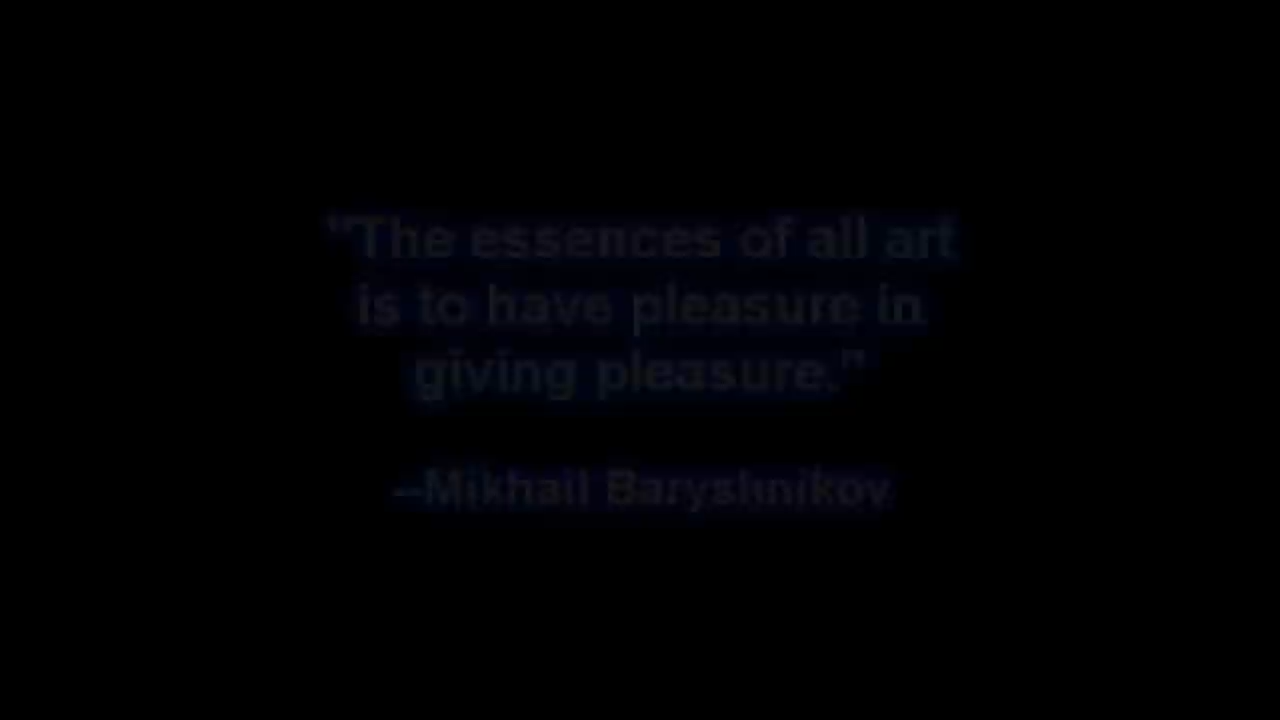 "The essences of all art
is to have pleasure in
giving pleasure."
--Mikhail Baryshnikov